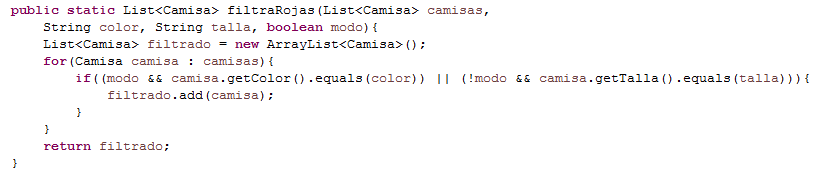 public static List<Camisa> filtraRojas(List<Camisa> camisas,
String color, String talla, boolean modo){
List<Camisa> filtrado = new ArrayList<Camisa>();
for(Camisa camisa : camisas){
if((modo && camisa.getColor().equals(color)) || (!modo && camisa.getTalla().equals(talla))){
filtrado.add(camisa);
}
}
return filtrado;
}